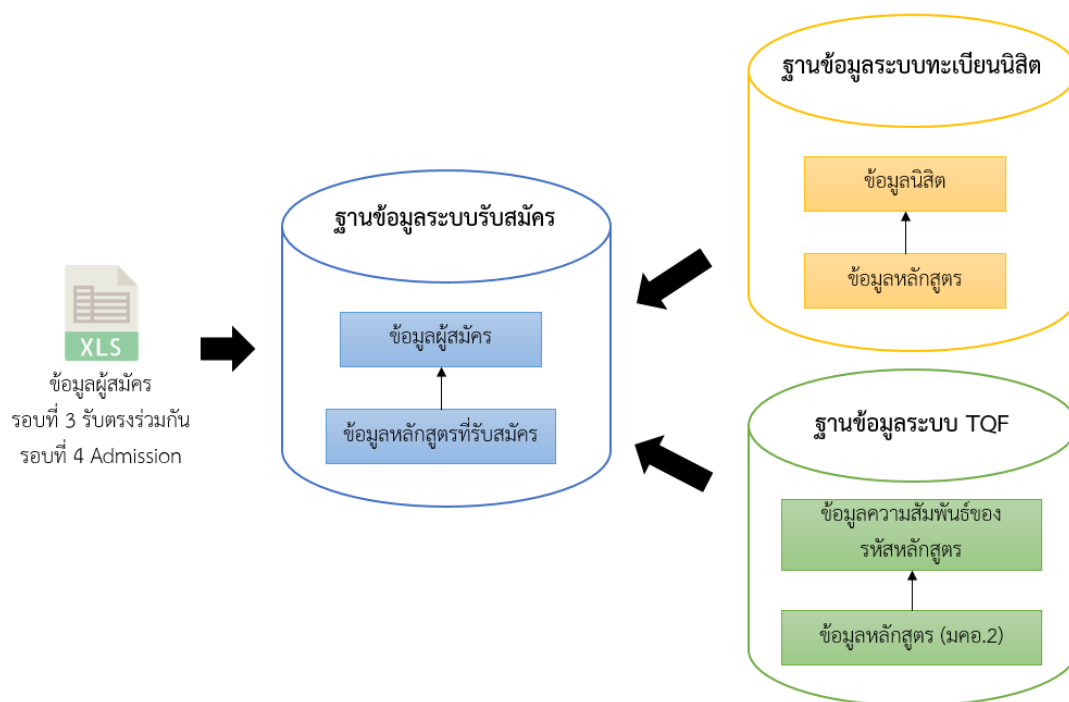 XLS
ข้อมูลผู้สมัคร
รอบที่ 3 รับตรงร่วมกัน
รอบที่ 4 Admission
ฐานข้อมูลระบบรับสมัคร
ข้อมูลผู้สมัคร
ข้อมูลหลักสูตรที่รับสมัคร
ฐานข้อมูลระบบทะเบียนนิสิต
ข้อมูลนิสิต
ข้อมูลหลักสูตร
ฐานข้อมูลระบบ TQF
ข้อมูลความสัมพันธ์ของ
รหัสหลักสูตร
ข้อมูลหลักสูตร (มคอ.2)